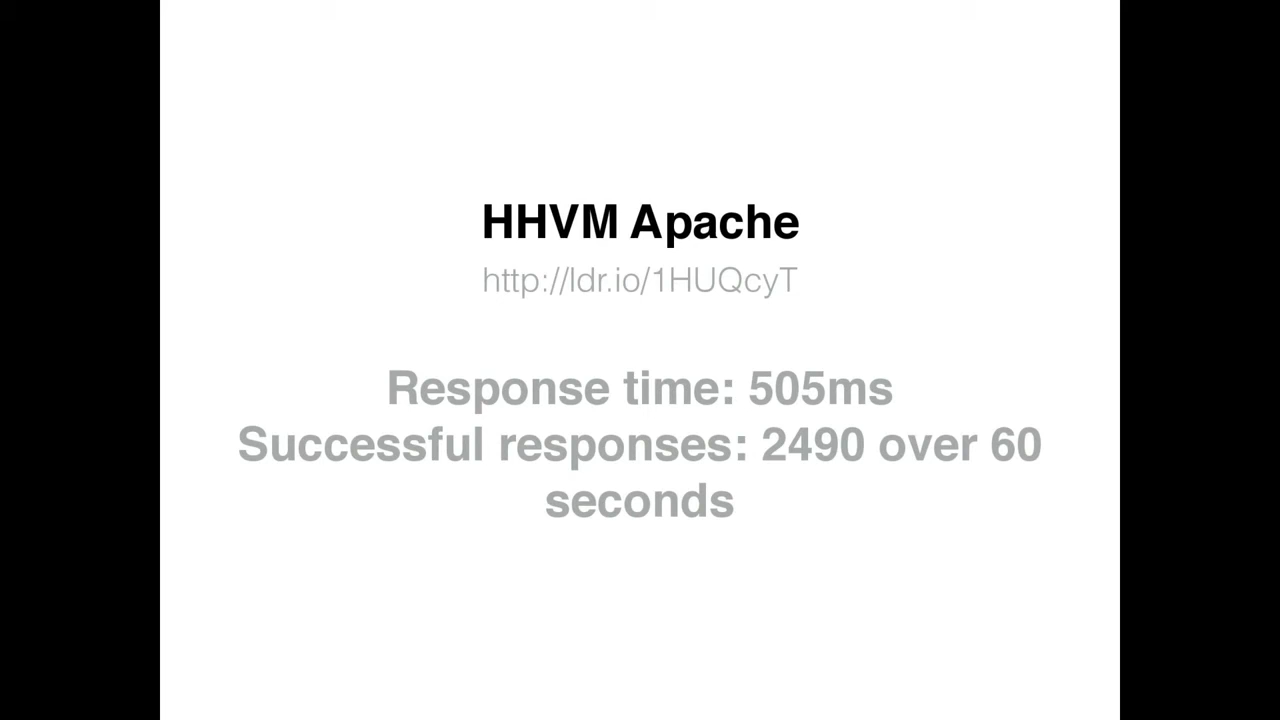 HHVM Apache
http://ldr.io/1HUQcyT
Response time: 505ms
Successful responses: 2490 over 60
seconds